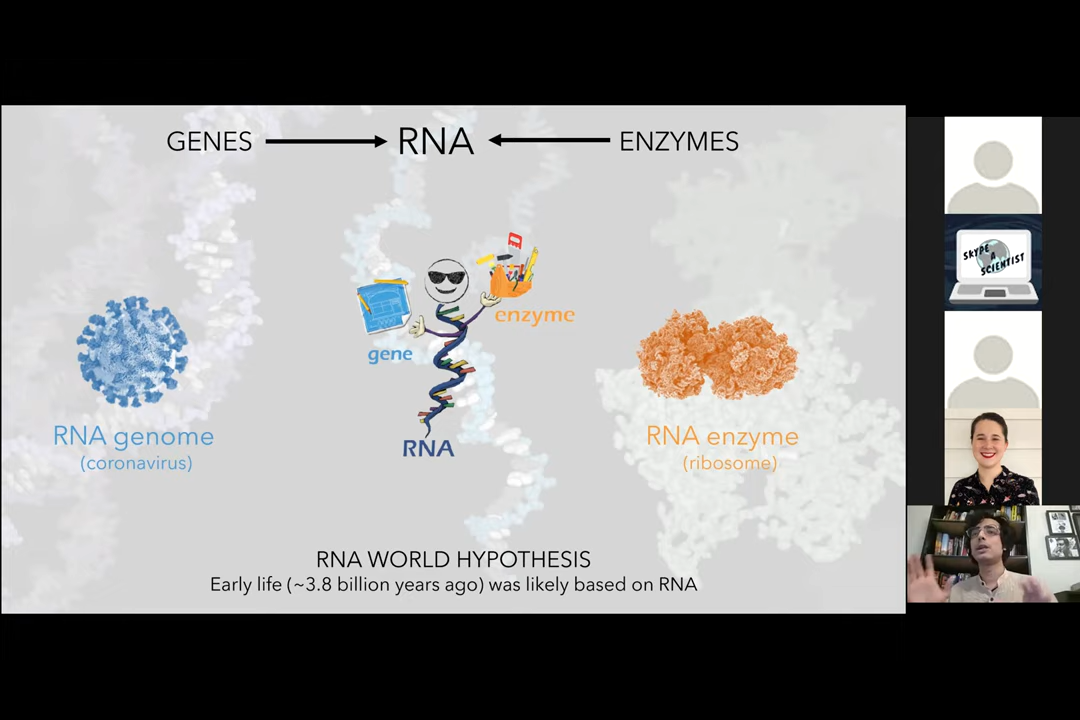 GENES
RNA
ENZYMES
enzyme
gene
RNA
RNA genome
(coronavirus)
RNA enzyme
(ribosome)
RNA WORLD HYPOTHESIS
Early life (~3.8 billion years ago) was likely based on RNA
SKYPE
A
SCIENTIST